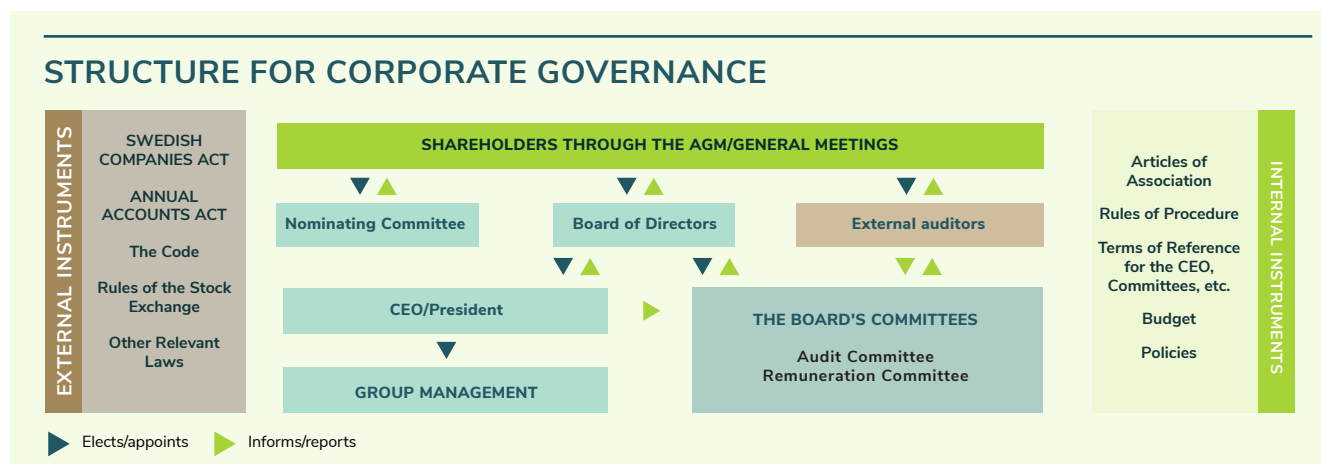 STRUCTURE FOR CORPORATE GOVERNANCE
EXTERNAL INSTRUMENTS
SWEDISH
COMPANIES ACT
ANNUAL
ACCOUNTS ACT
The Code
Rules of the Stock
Exchange
Other Relevant
Laws
SHAREHOLDERS THROUGH THE AGM/GENERAL MEETINGS
Nominating Committee
Board of Directors
External auditors
CEO/President
GROUP MANAGEMENT
THE BOARD'S COMMITTEES
Audit Committee
Remuneration Committee
Articles of
Association
Rules of Procedure
Terms of Reference
for the CEO,
Committees, etc.
Budget
Policies
INTERNAL INSTRUMENTS
Elects/appoints
Informs/reports